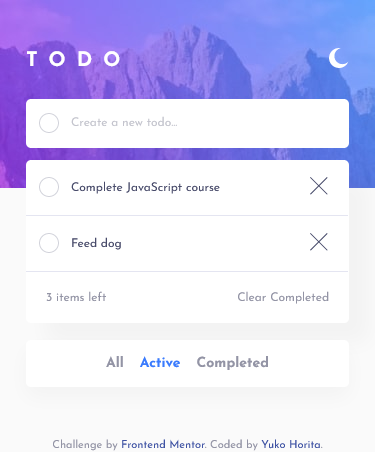 TODO
Create a new todo...
Complete JavaScript course
Feed dog
3 items left Clear Completed
All Active Completed
Challenge by Frontend Mentor. Coded by Yuko Horita.